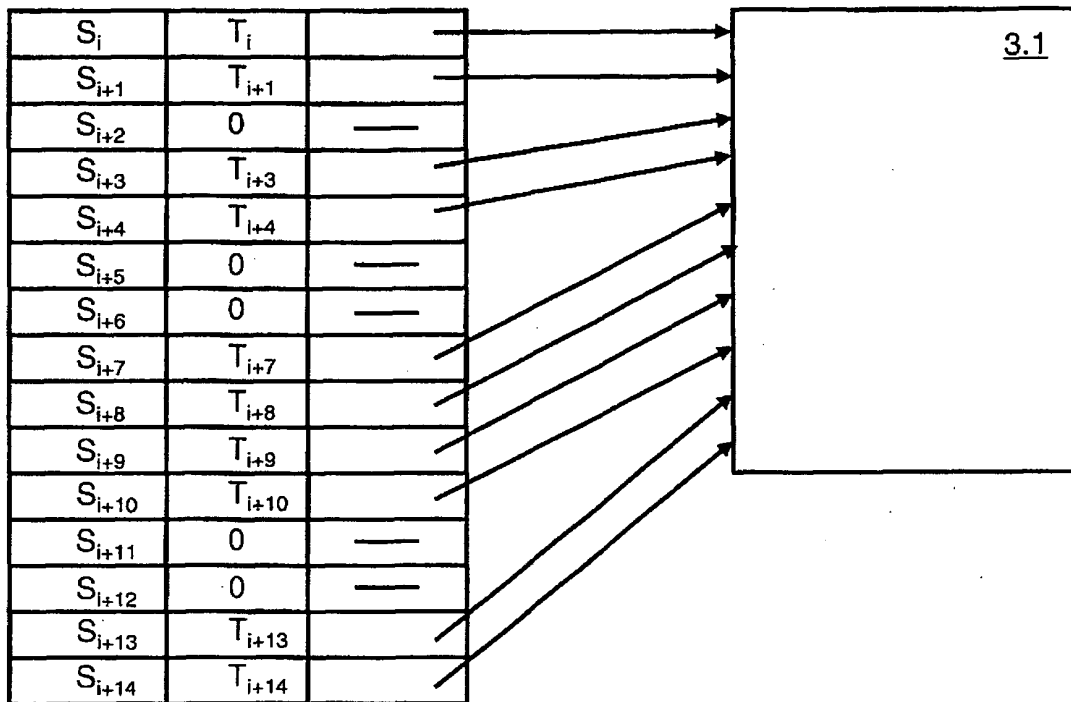 S_i T_i 3.1
S_{i+1} T_{i+1}
S_{i+2} 0 —
S_{i+3} T_{i+3}
S_{i+4} T_{i+4}
S_{i+5} 0 —
S_{i+6} 0 —
S_{i+7} T_{i+7}
S_{i+8} T_{i+8}
S_{i+9} T_{i+9}
S_{i+10} T_{i+10}
S_{i+11} 0 —
S_{i+12} 0 —
S_{i+13} T_{i+13}
S_{i+14} T_{i+14}